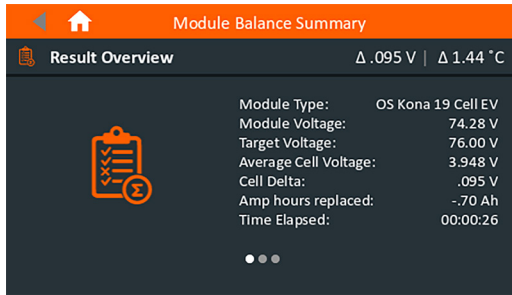 Module Balance Summary
Result Overview Δ .095 V | Δ 1.44 °C
Module Type: OS Kona 19 Cell EV
Module Voltage: 74.28 V
Target Voltage: 76.00 V
Average Cell Voltage: 3.948 V
Cell Delta: .095 V
Amp hours replaced: -.70 Ah
Time Elapsed: 00:00:26
Σ